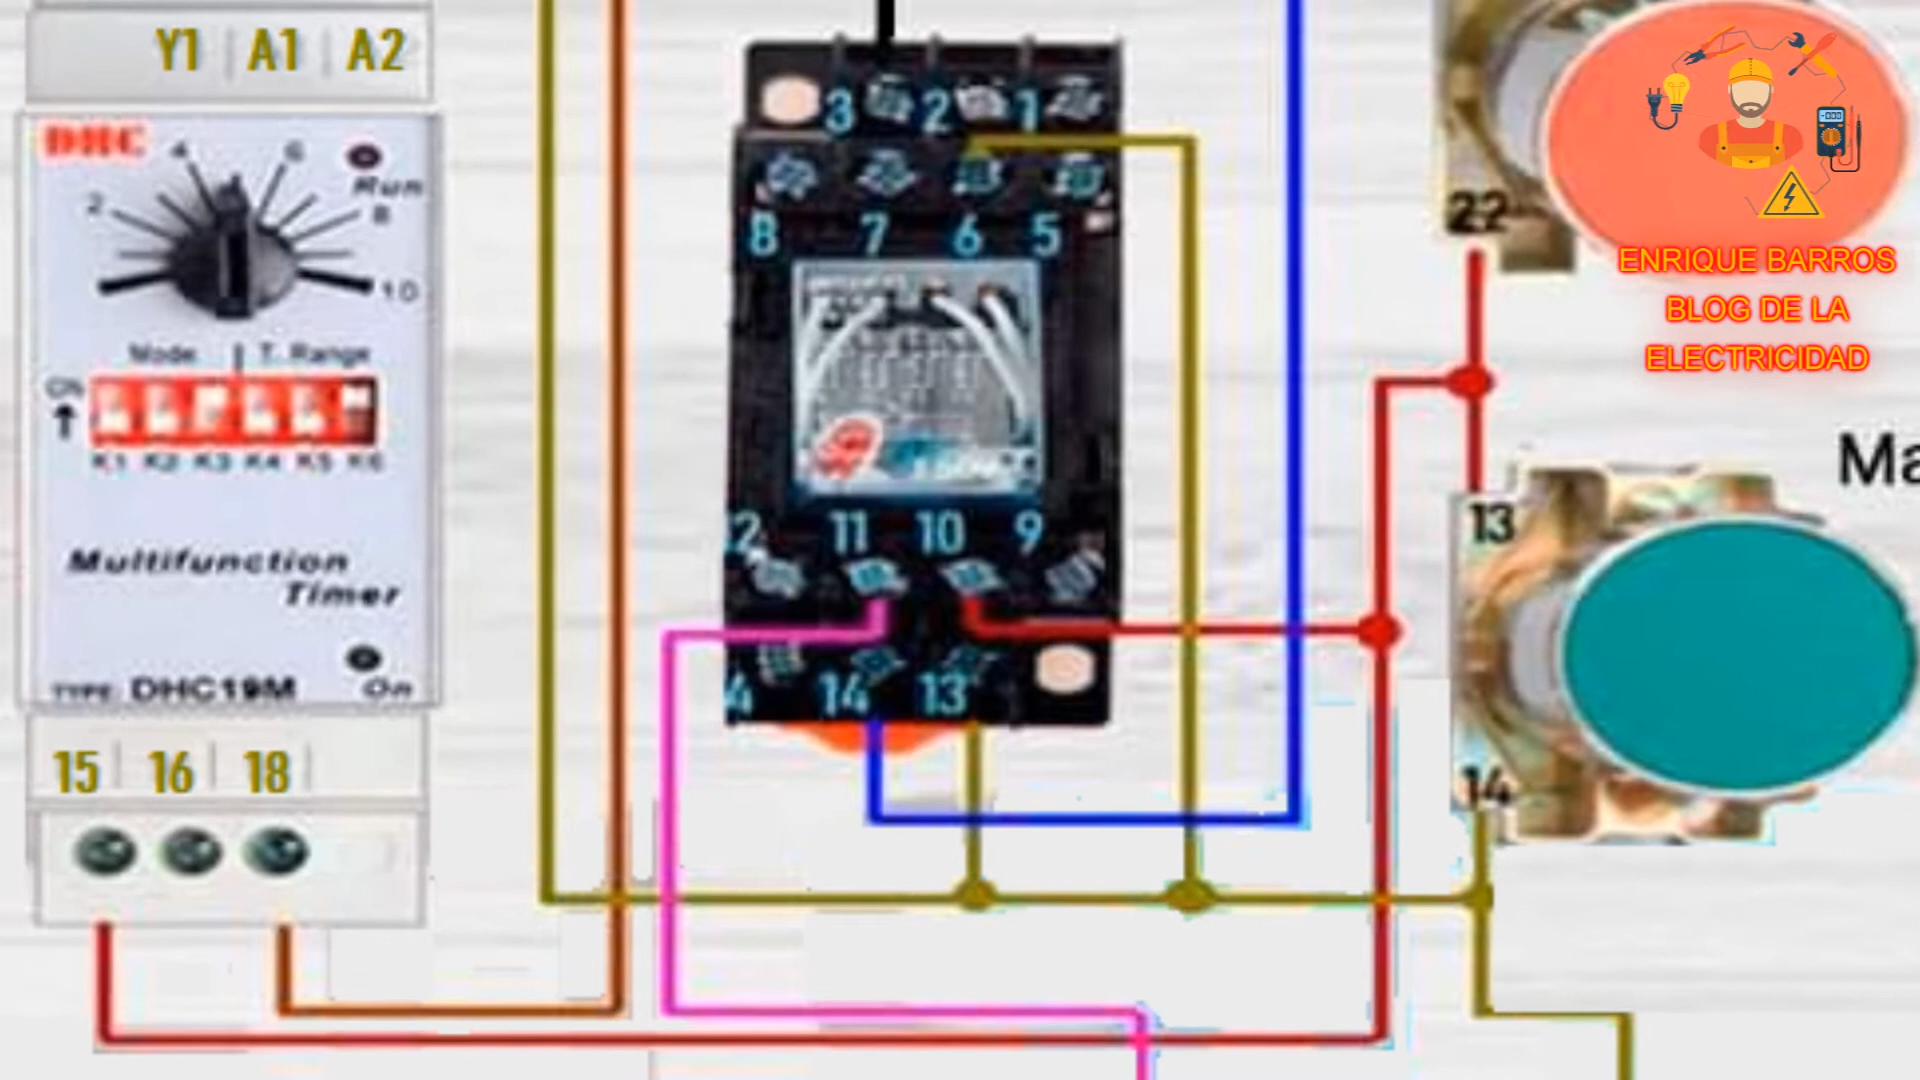 Y1 A1 A2
DHC
2 4 6 8 10
Run
Mode T. Range
ON
K1 K2 K3 K4 K5 K6
Multifunction
Timer
TYPE: DHC19M
On
15 16 18
3 2 1
8 7 6 5
12 11 10 9
4 14 13
22
13
14
Ma
ENRIQUE BARROS
BLOG DE LA
ELECTRICIDAD